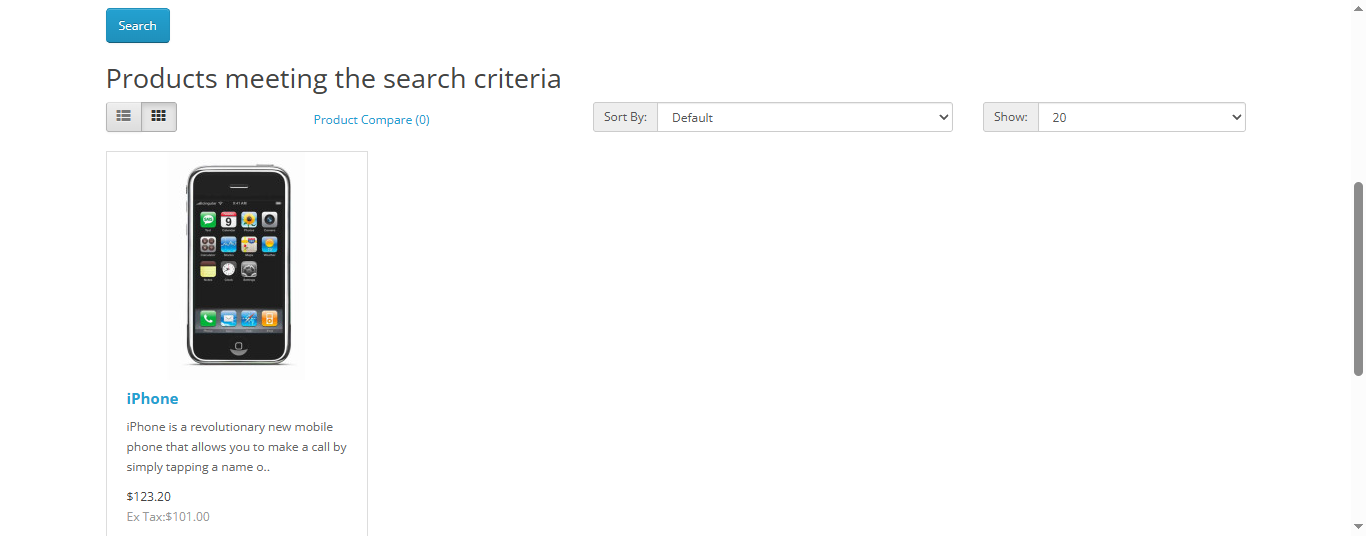 Search
Products meeting the search criteria
Product Compare (0)
Sort By:
Default
Show:
20
9
iPhone
iPhone is a revolutionary new mobile
phone that allows you to make a call by
simply tapping a name o..
$123.20
Ex Tax:$101.00